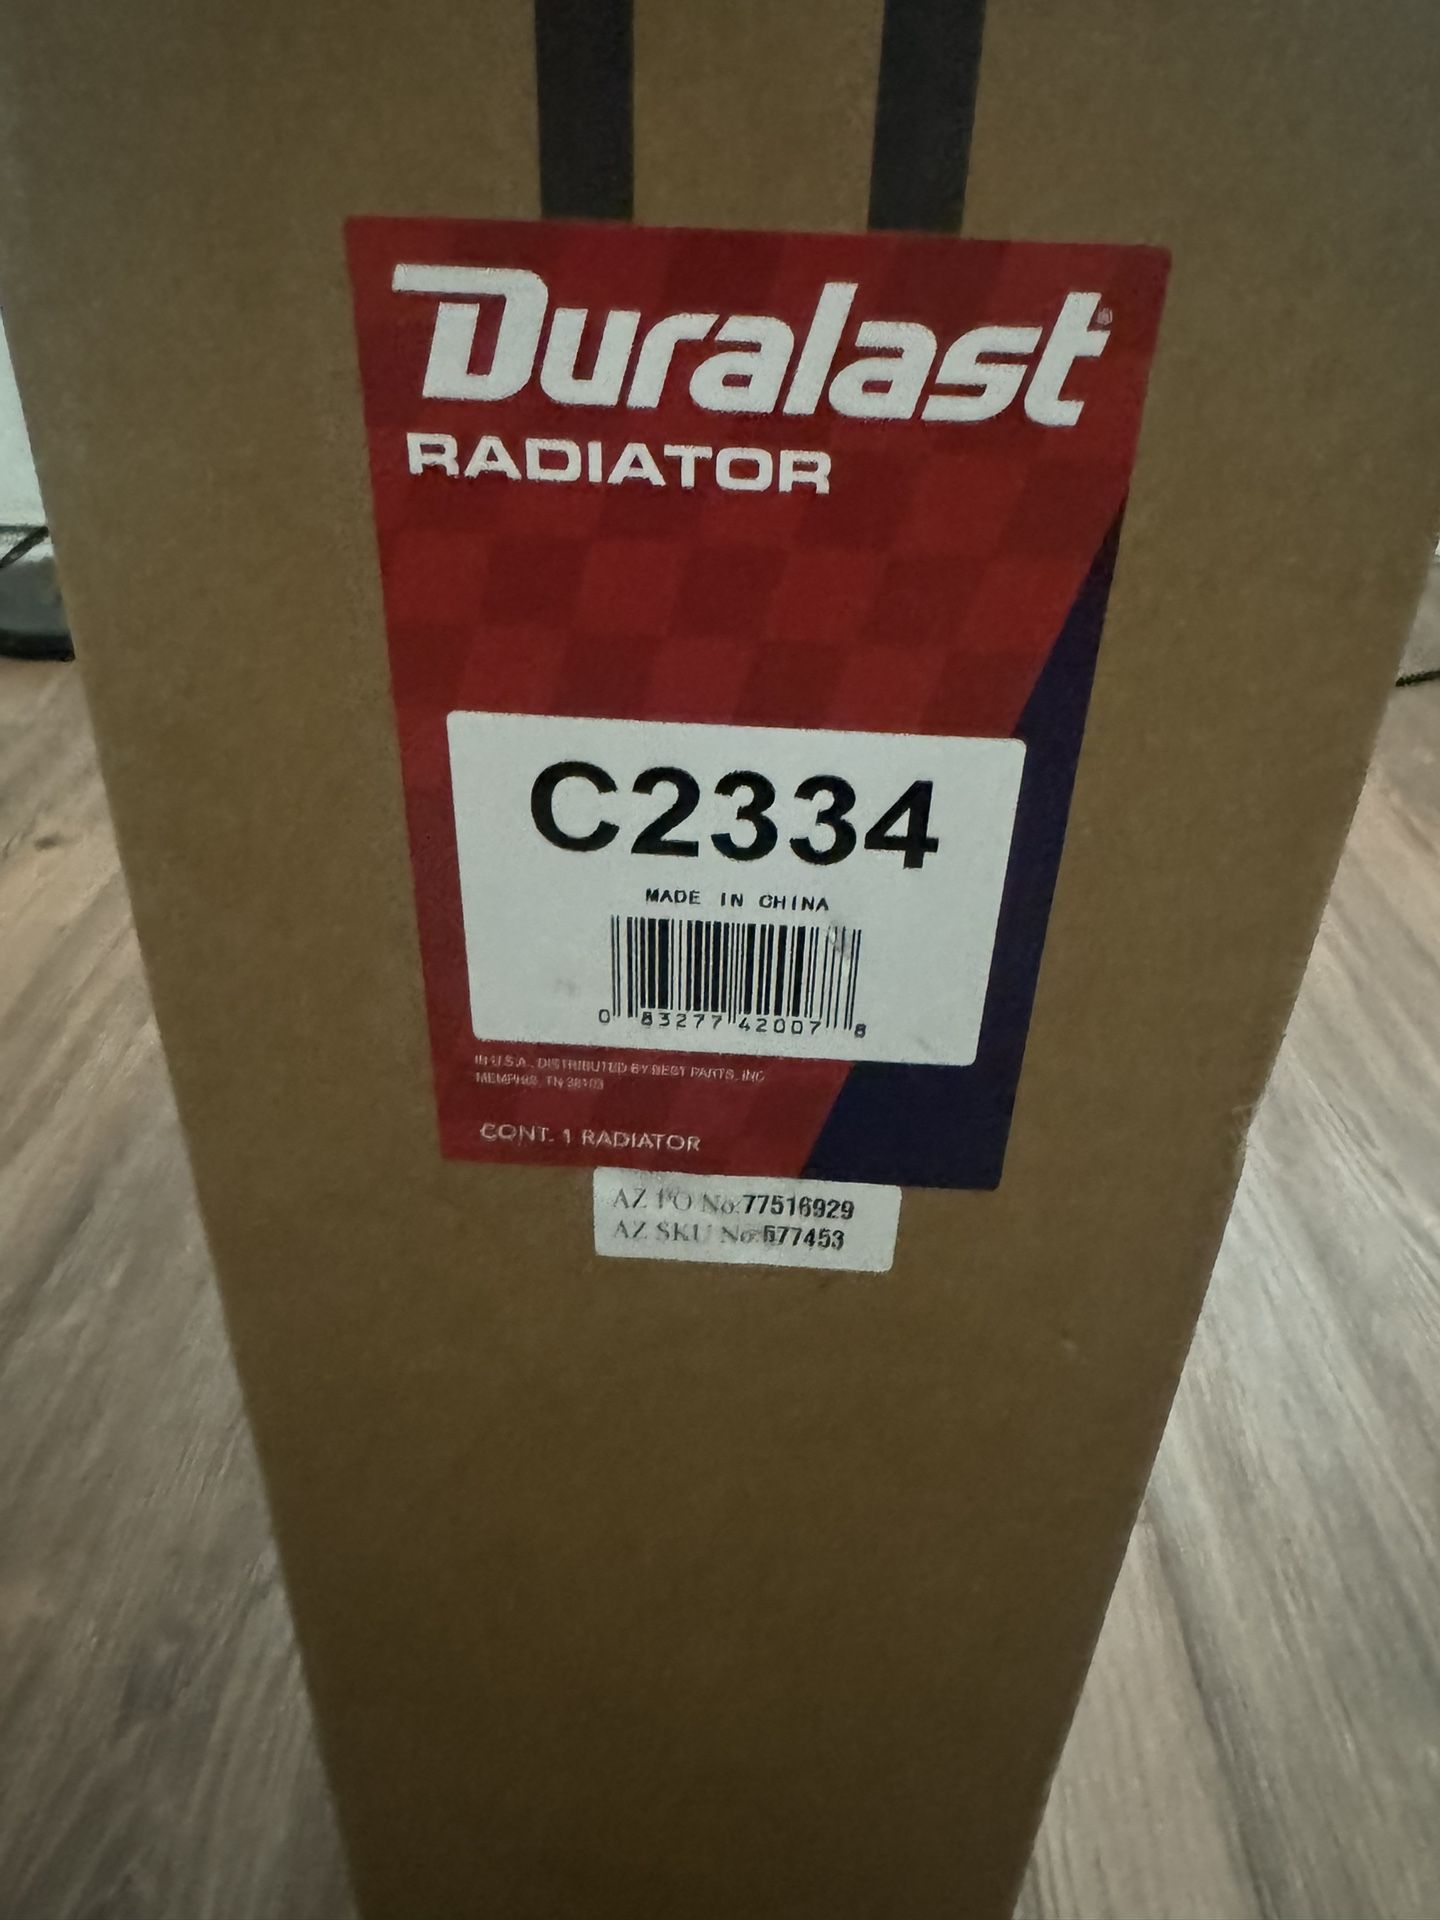 Duralast®
RADIATOR
C2334
MADE IN CHINA
0 83277 42007 8
IN U.S.A., DISTRIBUTED BY BEST PARTS, INC
MEMPHIS, TN 38103
CONT. 1 RADIATOR
AZ PO No:77516929
AZ SKU No:577453